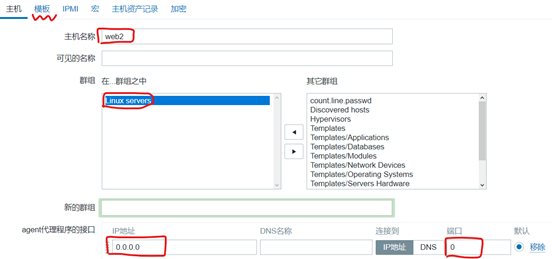 主机 模板 IPMI 宏 主机资产记录 加密
主机名称 web2
可见的名称
群组 在...群组之中 其它群组
Linux servers
count.line.passwd
Discovered hosts
Hypervisors
Templates
Templates/Applications
Templates/Databases
Templates/Modules
Templates/Network Devices
Templates/Operating Systems
Templates/Servers Hardware
新的群组
agent代理程序的接口 IP地址 DNS名称 连接到 端口 默认
0.0.0.0 IP地址 DNS 0 移除